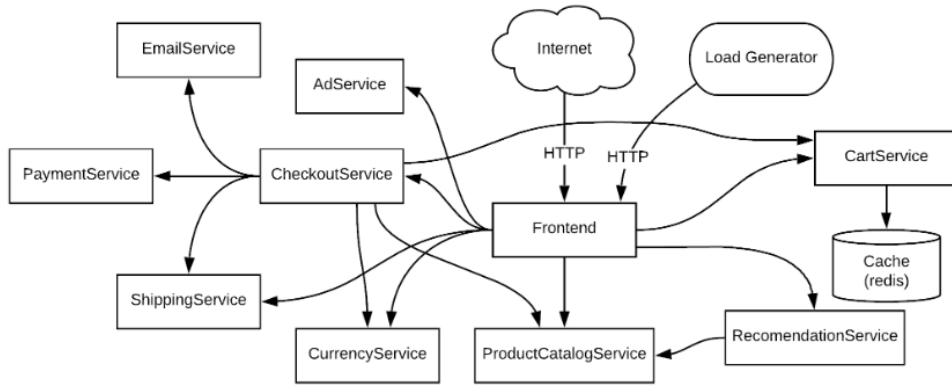 EmailService
Internet
Load Generator
AdService
HTTP
HTTP
PaymentService
CheckoutService
CartService
Frontend
Cache
(redis)
ShippingService
CurrencyService
ProductCatalogService
RecomendationService